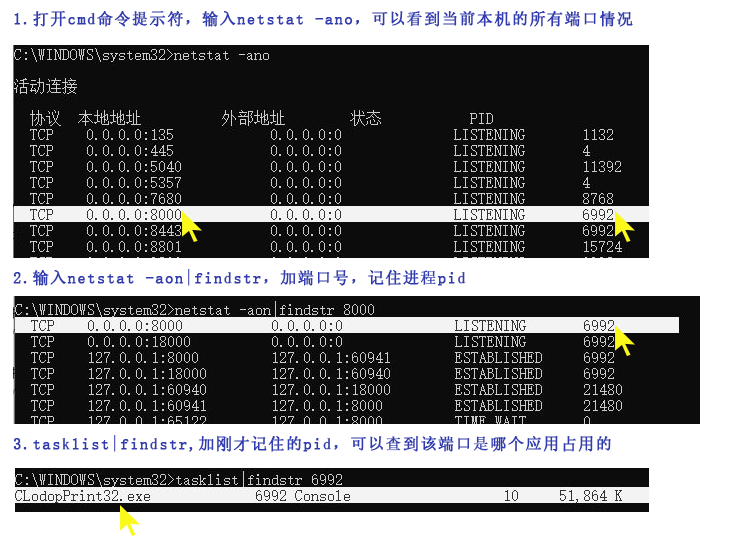 1.打开cmd命令提示符，输入netstat -ano，可以看到当前本机的所有端口情况
C:\WINDOWS\system32>netstat -ano
活动连接
协议 本地地址 外部地址 状态 PID
TCP 0.0.0.0:135 0.0.0.0:0 LISTENING 1132
TCP 0.0.0.0:445 0.0.0.0:0 LISTENING 4
TCP 0.0.0.0:5040 0.0.0.0:0 LISTENING 11392
TCP 0.0.0.0:5357 0.0.0.0:0 LISTENING 4
TCP 0.0.0.0:7680 0.0.0.0:0 LISTENING 8768
TCP 0.0.0.0:8000 0.0.0.0:0 LISTENING 6992
TCP 0.0.0.0:8443 0.0.0.0:0 LISTENING 6992
TCP 0.0.0.0:8801 0.0.0.0:0 LISTENING 15724
2.输入netstat -aon|findstr，加端口号，记住进程pid
C:\WINDOWS\system32>netstat -aon|findstr 8000
TCP 0.0.0.0:8000 0.0.0.0:0 LISTENING 6992
TCP 0.0.0.0:18000 0.0.0.0:0 LISTENING 6992
TCP 127.0.0.1:8000 127.0.0.1:60941 ESTABLISHED 6992
TCP 127.0.0.1:18000 127.0.0.1:60940 ESTABLISHED 6992
TCP 127.0.0.1:60940 127.0.0.1:18000 ESTABLISHED 21480
TCP 127.0.0.1:60941 127.0.0.1:8000 ESTABLISHED 21480
TCP 127.0.0.1:65122 127.0.0.1:8000 TIME_WAIT 0
3.tasklist|findstr,加刚才记住的pid，可以查到该端口是哪个应用占用的
C:\WINDOWS\system32>tasklist|findstr 6992
CLodopPrint32.exe 6992 Console 10 51,864 K